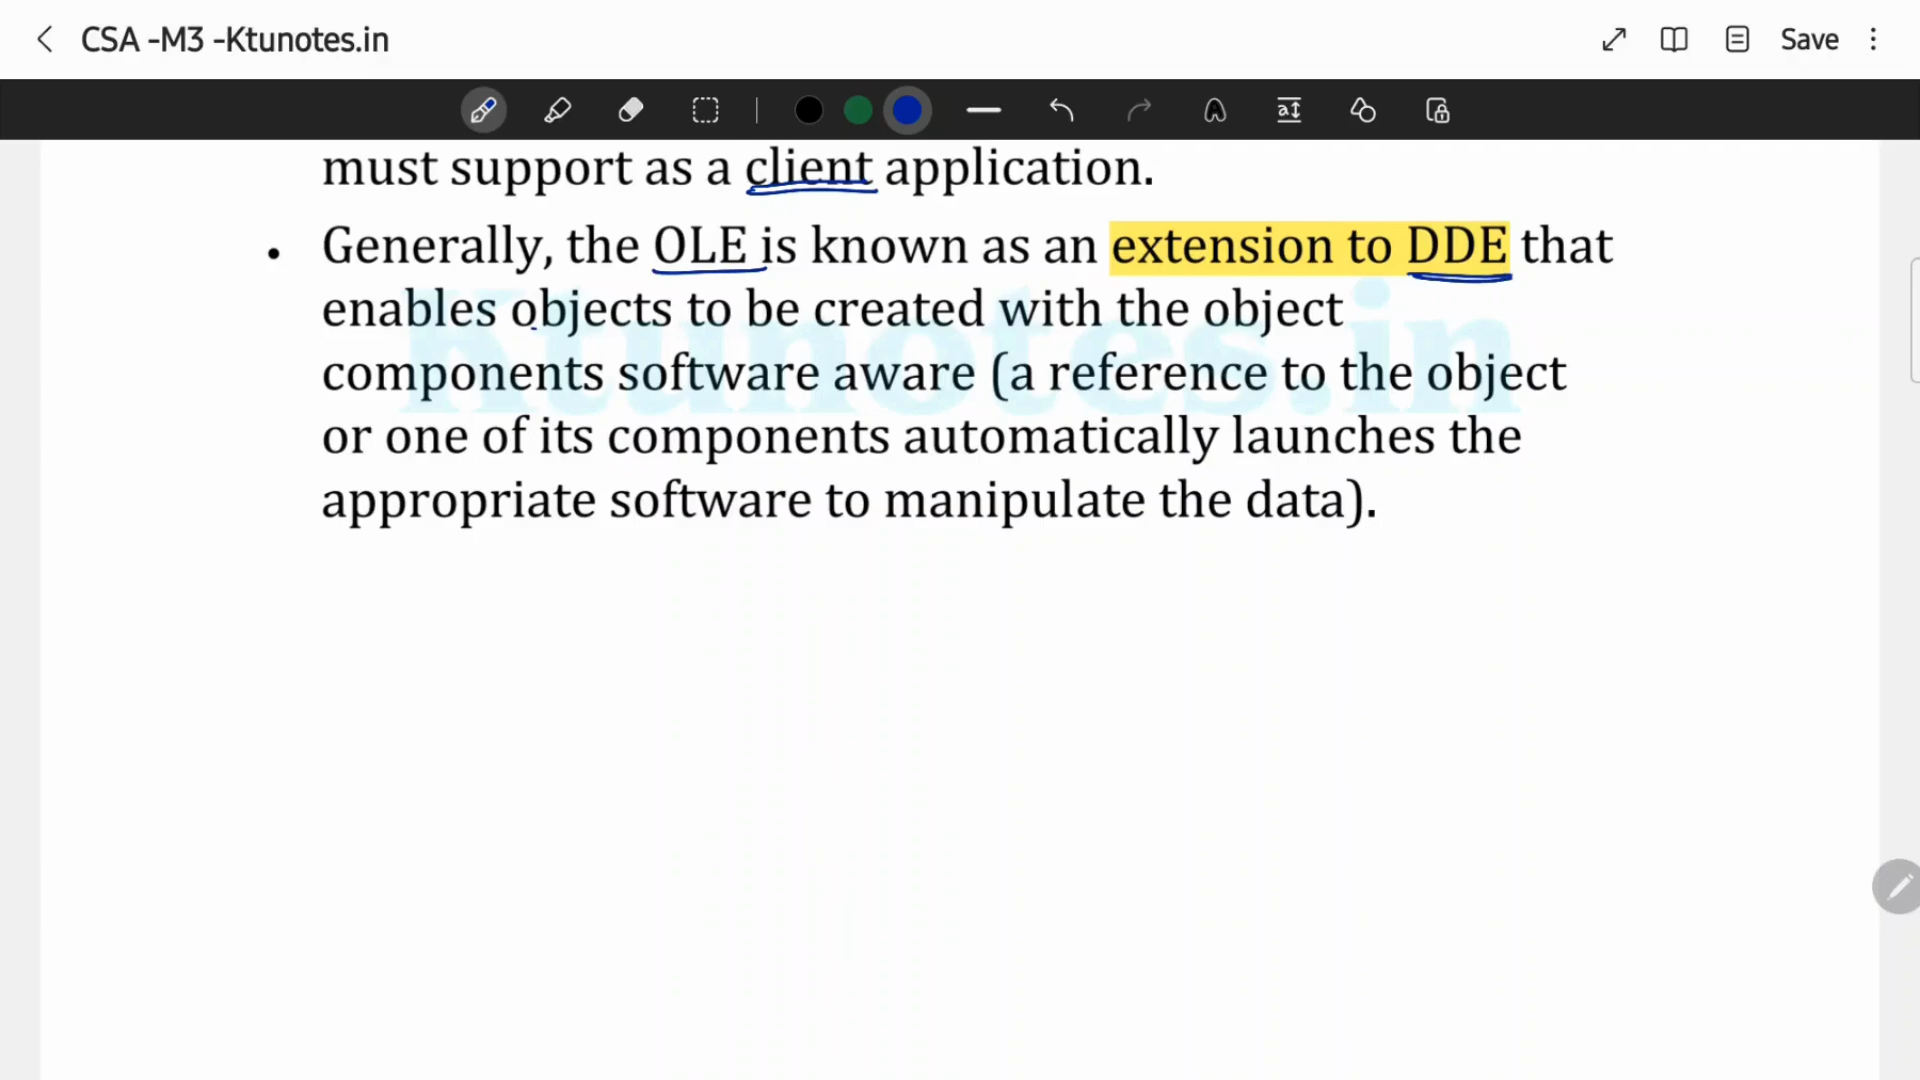 CSA -M3 -Ktunotes.in
Save
must support as a client application.
• Generally, the OLE is known as an extension to DDE that
enables objects to be created with the object
components software aware (a reference to the object
or one of its components automatically launches the
appropriate software to manipulate the data).
Ktunotes.in